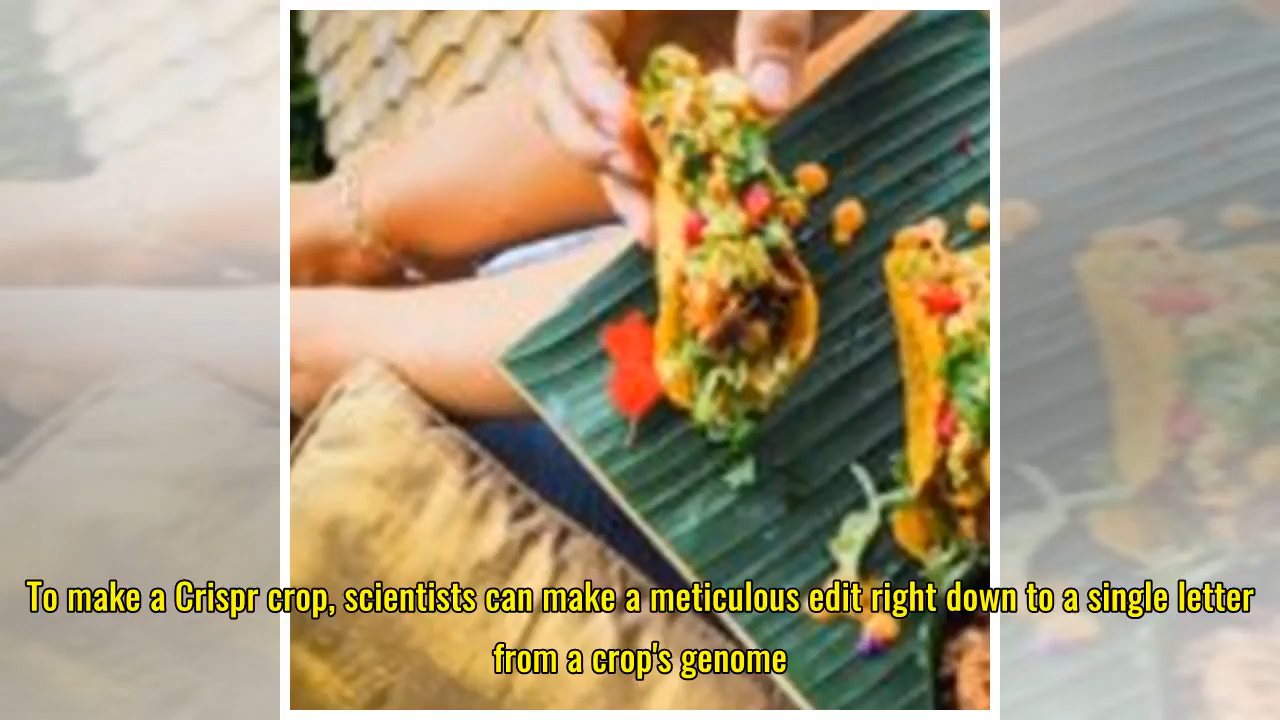 To make a Crispr crop, scientists can make a meticulous edit right down to a single letter
from a crop's genome